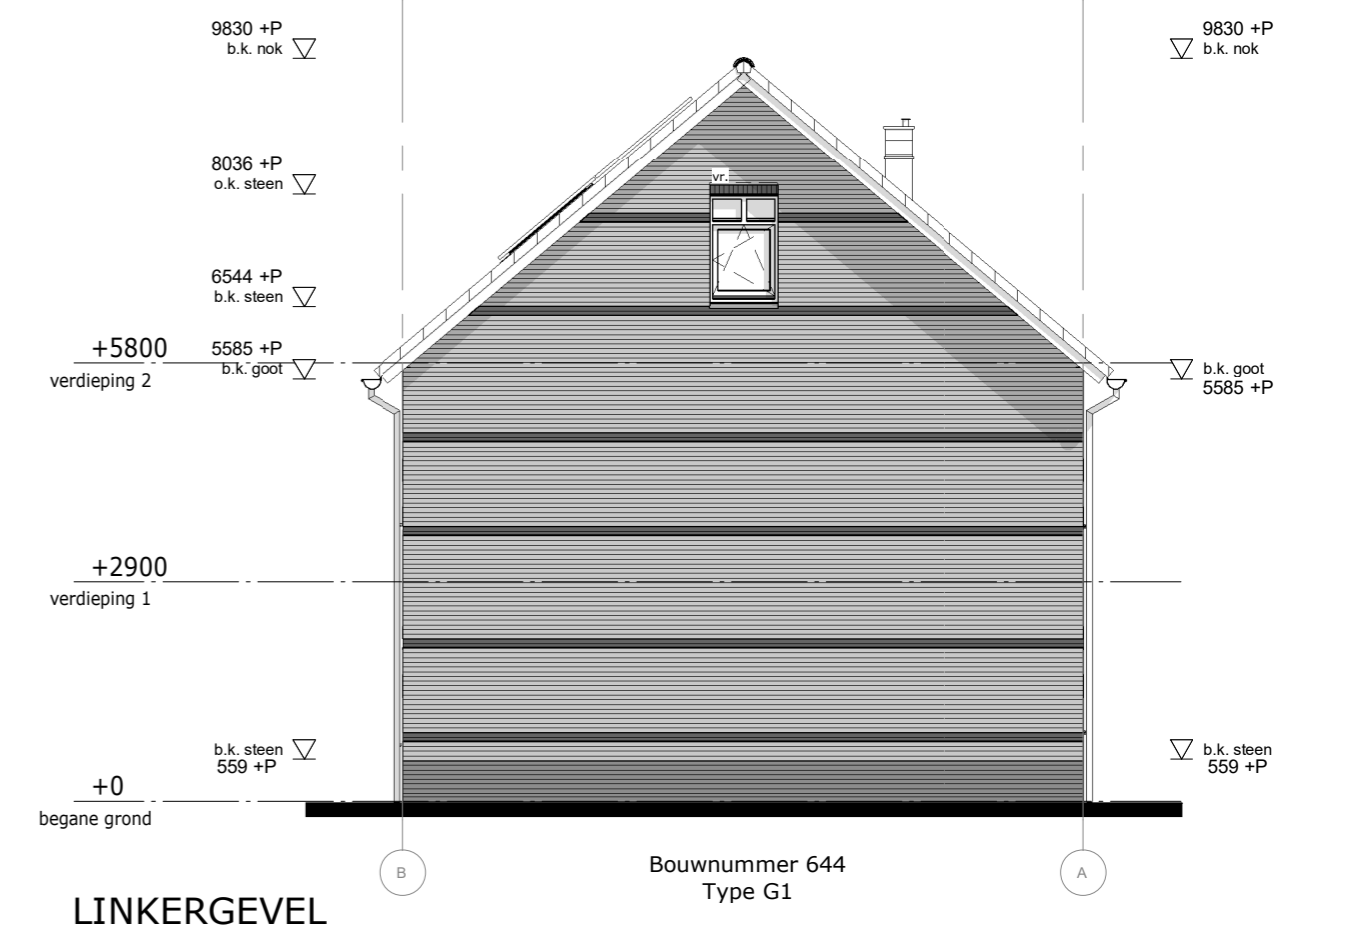 9830 +P
b.k. nok
9830 +P
b.k. nok
8036 +P
o.k. steen
vr.
6544 +P
b.k. steen
+5800
verdieping 2
5585 +P
b.k. goot
b.k. goot
5585 +P
+2900
verdieping 1
b.k. steen
559 +P
b.k. steen
559 +P
+0
begane grond
B
Bouwnummer 644
Type G1
A
LINKERGEVEL